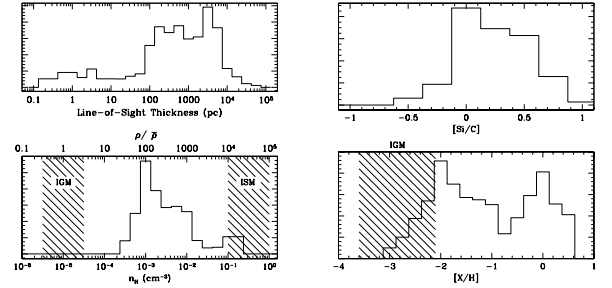 0.1 1 10 100 1000 10⁴ 10⁵
Line-of-Sight Thickness (pc)
-1 -0.5 0 0.5 1
[Si/C]
ρ/ ρ̅
0.1 1 10 100 1000 10⁴ 10⁵
IGM ISM
10⁻⁶ 10⁻⁵ 10⁻⁴ 10⁻³ 10⁻² 0.1 1
n_H (cm⁻³)
IGM
-4 -3 -2 -1 0 1
[X/H]